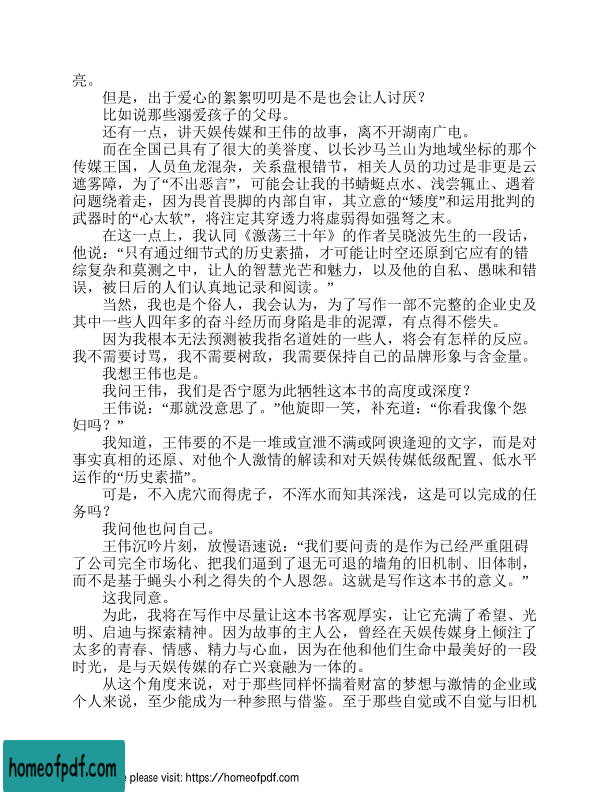 亮。
但是，出于爱心的絮絮叨叨是不是也会让人讨厌？
比如说那些溺爱孩子的父母。
还有一点，讲天娱传媒和王伟的故事，离不开湖南广电。
而在全国已具有了很大的美誉度、以长沙马兰山为地域坐标的那个
传媒王国，人员鱼龙混杂，关系盘根错节，相关人员的功过是非更是云
遮雾障，为了“不出恶言”，可能会让我的书蜻蜓点水、浅尝辄止、遇着
问题绕着走，因为畏首畏脚的内部自审，其立意的“矮度”和运用批判的
武器时的“心太软”，将注定其穿透力将虚弱得如强弩之末。
在这一点上，我认同《激荡三十年》的作者吴晓波先生的一段话，
他说：“只有通过细节式的历史素描，才可能让时空还原到它应有的错
综复杂和莫测之中，让人的智慧光芒和魅力，以及他的自私、愚昧和错
误，被日后的人们认真地记录和阅读。”
当然，我也是个俗人，我会认为，为了写作一部不完整的企业史及
其中一些人四年多的奋斗经历而身陷是非的泥潭，有点得不偿失。
因为我根本无法预测被我指名道姓的一些人，将会有怎样的反应。
我不需要讨骂，我不需要树敌，我需要保持自己的品牌形象与含金量。
我想王伟也是。
我问王伟，我们是否宁愿为此牺牲这本书的高度或深度？
王伟说：“那就没意思了。”他旋即一笑，补充道：“你看我像个怨
妇吗？”
我知道，王伟要的不是一堆或宣泄不满或阿谀逢迎的文字，而是对
事实真相的还原、对他个人激情的解读和对天娱传媒低级配置、低水平
运作的“历史素描”。
可是，不入虎穴而得虎子，不浑水而知其深浅，这是可以完成的任
务吗？
我问他也问自己。
王伟沉吟片刻，放慢语速说：“我们要问责的是作为已经严重阻碍
了公司完全市场化、把我们逼到了退无可退的墙角的旧机制、旧体制，
而不是基于蝇头小利之得失的个人恩怨。这就是写作这本书的意义。”
这我同意。
为此，我将在写作中尽量让这本书客观厚实，让它充满了希望、光
明、启迪与探索精神。因为故事的主人公，曾经在天娱传媒身上倾注了
太多的青春、情感、精力与心血，因为在他和他们生命中最美好的一段
时光，是与天娱传媒的存亡兴衰融为一体的。
从这个角度来说，对于那些同样怀揣着财富的梦想与激情的企业或
个人来说，至少能成为一种参照与借鉴。至于那些自觉或不自觉与旧机
homeofpdf.com
e please visit: https://homeofpdf.com